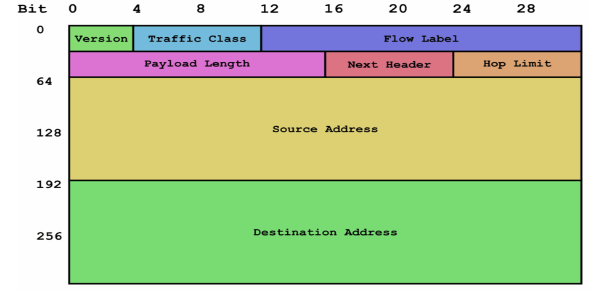 Bit 0 4 8 12 16 20 24 28
0 Version Traffic Class Flow Label
Payload Length Next Header Hop Limit
64
128 Source Address
192
256 Destination Address